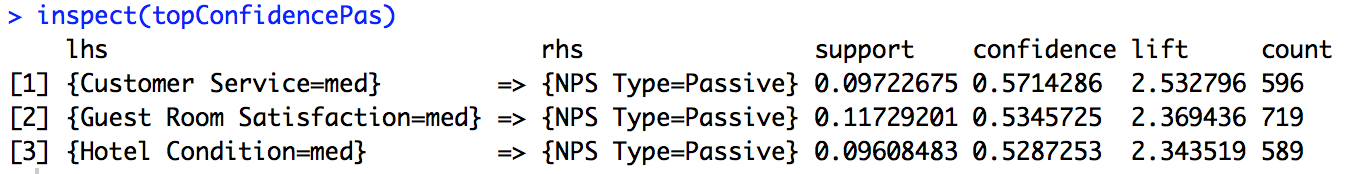 > inspect(topConfidencePas)
    lhs                               rhs                support    confidence lift     count
[1] {Customer Service=med}        => {NPS Type=Passive} 0.09722675 0.5714286  2.532796 596
[2] {Guest Room Satisfaction=med} => {NPS Type=Passive} 0.11729201 0.5345725  2.369436 719
[3] {Hotel Condition=med}         => {NPS Type=Passive} 0.09608483 0.5287253  2.343519 589